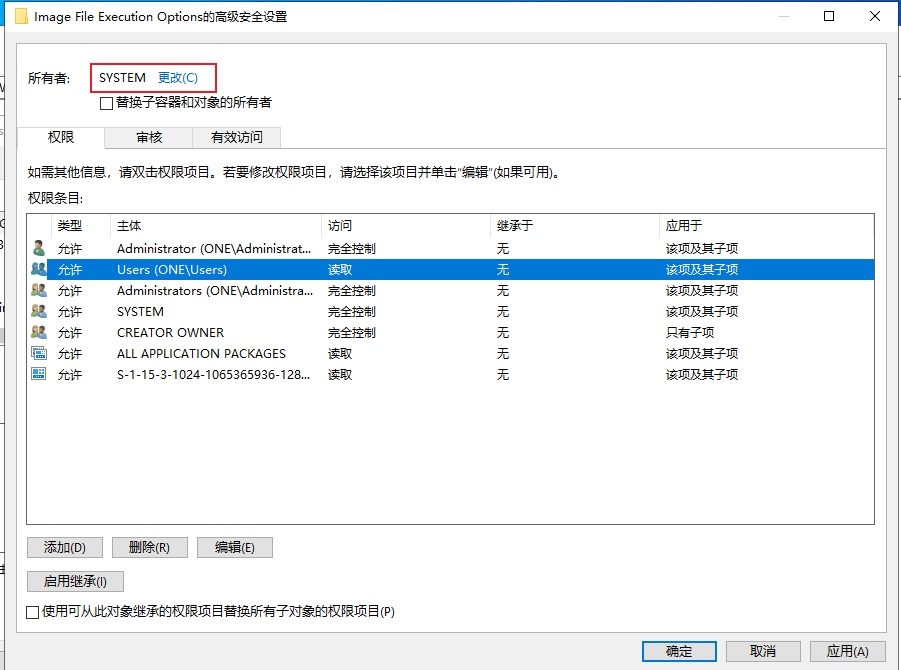 Image File Execution Options的高级安全设置
所有者: SYSTEM 更改(C)
替换子容器和对象的所有者
权限 审核 有效访问
如需其他信息，请双击权限项目。若要修改权限项目，请选择该项目并单击“编辑”(如果可用)。
权限条目:
类型 主体 访问 继承于 应用于
允许 Administrator (ONE\Administrat... 完全控制 无 该项及其子项
允许 Users (ONE\Users) 读取 无 该项及其子项
允许 Administrators (ONE\Administra... 完全控制 无 该项及其子项
允许 SYSTEM 完全控制 无 该项及其子项
允许 CREATOR OWNER 完全控制 无 只有子项
允许 ALL APPLICATION PACKAGES 读取 无 该项及其子项
允许 S-1-15-3-1024-1065365936-128... 读取 无 该项及其子项
添加(D) 删除(R) 编辑(E)
启用继承(I)
使用可从此对象继承的权限项目替换所有子对象的权限项目(P)
确定 取消 应用(A)